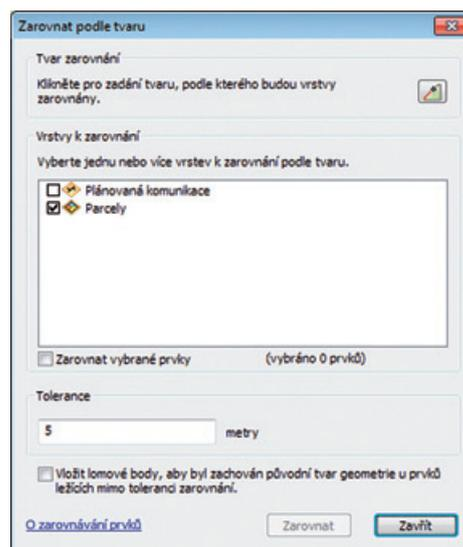 Zarovnat podle tvaru
Tvar zarovnání
Klikněte pro zadání tvaru, podle kterého budou vrstvy
zarovnány.
Vrstvy k zarovnání
Vyberte jednu nebo více vrstev k zarovnání podle tvaru.
Plánovaná komunikace
Parcely
Zarovnat vybrané prvky (vybráno 0 prvků)
Tolerance
5 metry
Vložit lomové body, aby byl zachován původní tvar geometrie u prvků
ležících mimo toleranci zarovnání.
O zarovnávání prvků Zarovnat Zavřít